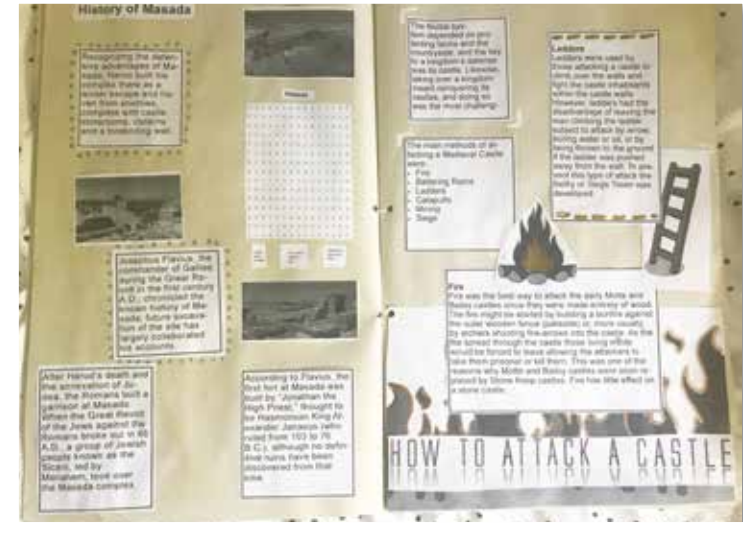 History of Masada
Recognizing the defen-
sive advantages of Ma-
sada, Herod built his
complex there as a
winter escape and ha-
ven from enemies,
complete with castle,
storerooms, cisterns
and a bounding wall.
Josephus Flavius, the
commander of Galilee
during the Great Re-
volt in the first century
A.D., chronicled the
known history of Ma-
sada; future excava-
tion of the site has
largely collaborated
his accounts.
After Herod's death and
the annexation of Ju-
dea, the Romans built a
garrison at Masada.
When the Great Revolt
of the Jews against the
Romans broke out in 66
A.D., a group of Jewish
people known as the
Sicarii, led by
Menahem, took over
the Masada complex.
According to Flavius, the
first fort at Masada was
built by "Jonathan the
High Priest," thought to
be Hasmonean King Al-
exander Jannaeus (who
ruled from 103 to 76
B.C.), although no defin-
itive ruins have been
discovered from that
time.
The feudal sys-
tem depended on pro-
tecting farms and the
countryside, and the key
to a kingdom's defense
was its castle. Likewise,
taking over a kingdom
meant conquering its
castles, and doing so
was the most challeng-
The main methods of at-
tacking a Medieval Castle
were:
• Fire
• Battering Rams
• Ladders
• Catapults
• Mining
• Siege
Ladders
Ladders were used by
those attacking a castle to
climb over the walls and
fight the castle inhabitants
within the castle walls.
However, ladders had the
disadvantage of leaving the
man climbing the ladder
subject to attack by arrow,
boiling water or oil, or by
being thrown to the ground
if the ladder was pushed
away from the wall. To pre-
vent this type of attack the
Belfry or Siege Tower was
developed.
Fire
Fire was the best way to attack the early Motte and
Bailey castles since they were made entirely of wood.
The fire might be started by building a bonfire against
the outer wooden fence (palisade) or, more usually,
by archers shooting fire-arrows into the castle. As the
fire spread through the castle those living inside
would be forced to leave allowing the attackers to
take them prisoner or kill them. This was one of the
reasons why Motte and Bailey castles were soon re-
placed by Stone Keep castles. Fire has little effect on
a stone castle.
HOW TO ATTACK A CASTLE